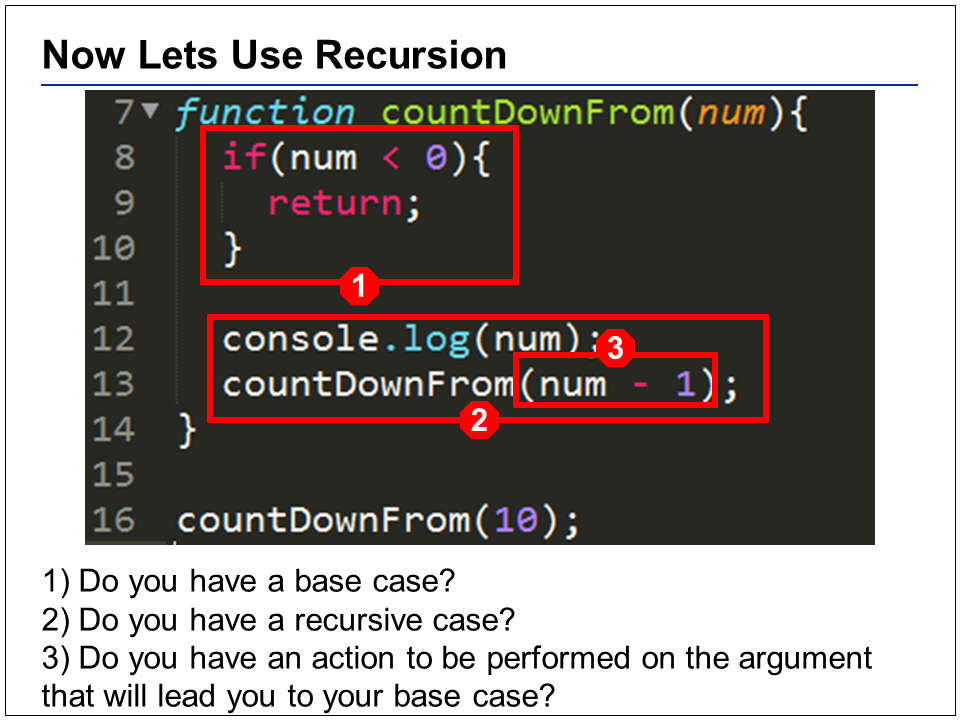 Now Lets Use Recursion
7 function countDownFrom(num){
8 if(num < 0){
9 return;
10 }
1
11
12 console.log(num);
3
13 countDownFrom(num - 1);
2
14 }
15
16 countDownFrom(10);
1) Do you have a base case?
2) Do you have a recursive case?
3) Do you have an action to be performed on the argument
that will lead you to your base case?